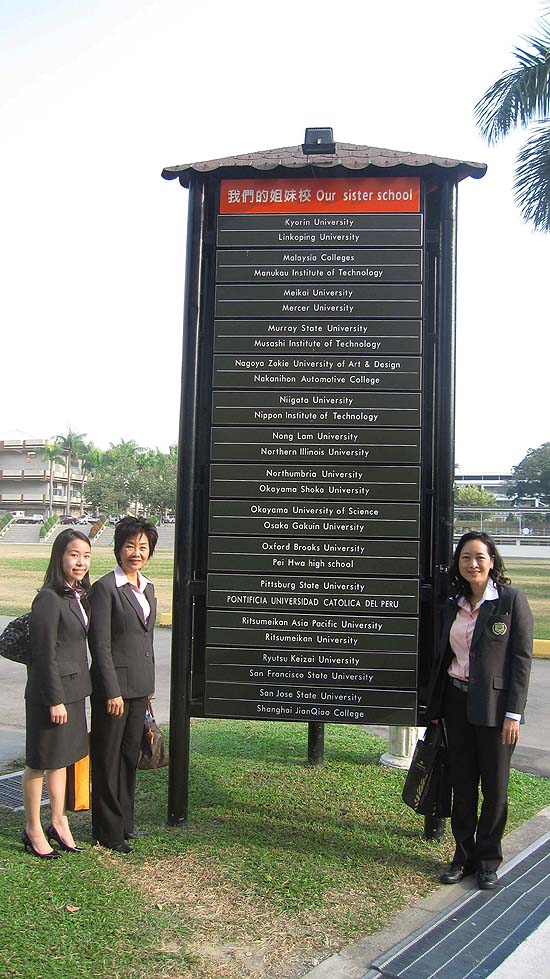 我們的姐妹校 Our sister school
Kyorin University
Linkoping University
Malaysia Colleges
Manukau Institute of Technology
Meikai University
Mercer University
Murray State University
Musashi Institute of Technology
Nagoya Zokie University of Art & Design
Nakanihon Automotive College
Niigata University
Nippon Institute of Technology
Nong Lam University
Northern Illinois University
Northumbria University
Okayama Shoka University
Okayama University of Science
Osaka Gakuin University
Oxford Brooks University
Pei Hwa high school
Pittsburg State University
PONTIFICIA UNIVERSIDAD CATOLICA DEL PERU
Ritsumeikan Asia Pacific University
Ritsumeikan University
Ryutsu Keizai University
San Francisco State University
San Jose State University
Shanghai JianQiao College